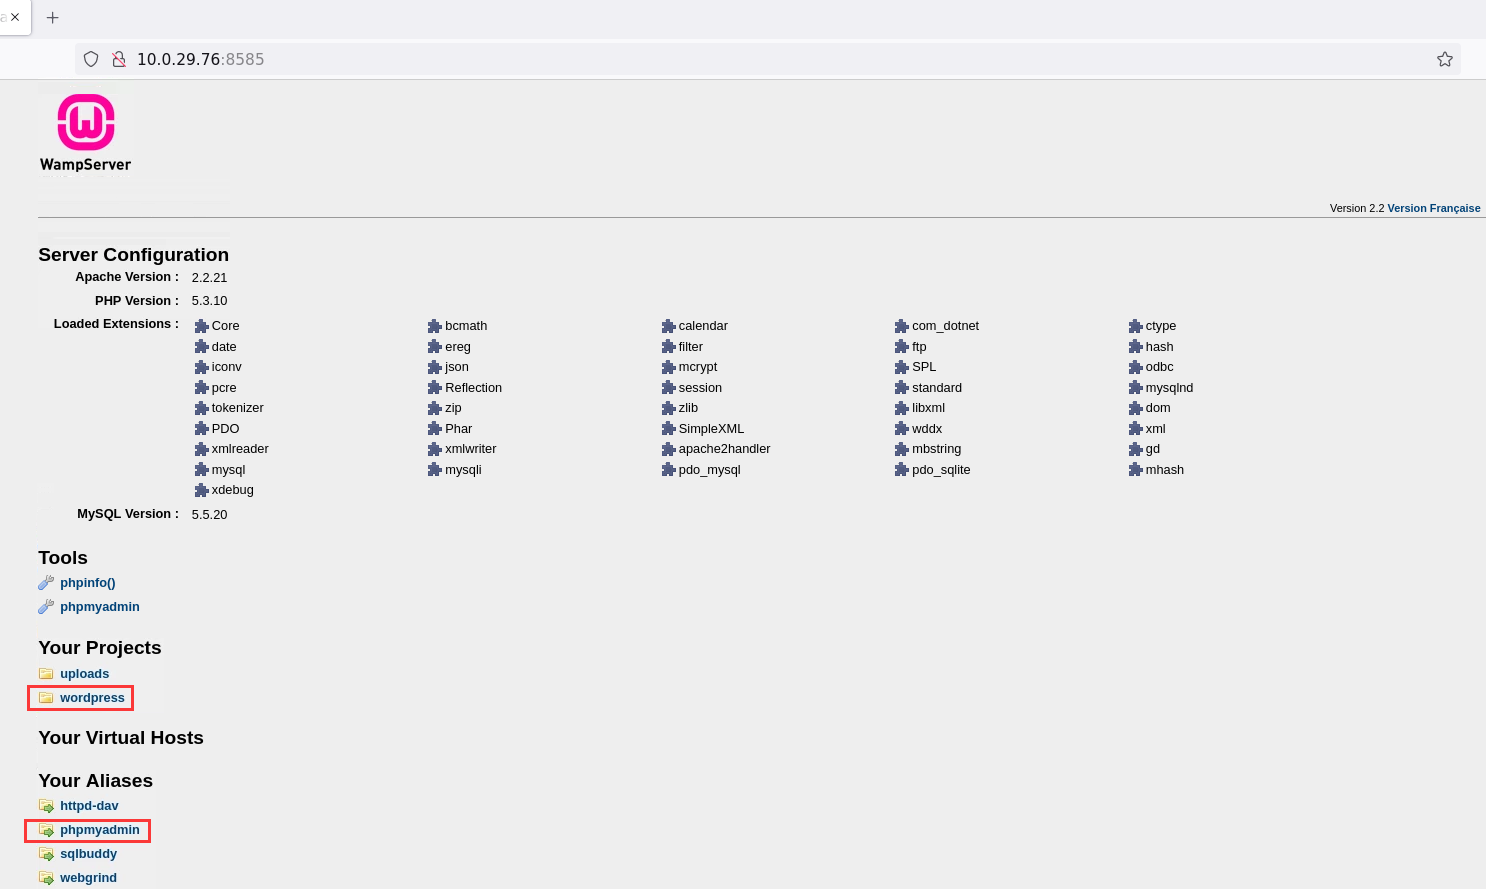 10.0.29.76:8585
WampServer
Version 2.2 Version Française
Server Configuration
Apache Version : 2.2.21
PHP Version : 5.3.10
Loaded Extensions : Core bcmath calendar com_dotnet ctype
date ereg filter ftp hash
iconv json mcrypt SPL odbc
pcre Reflection session standard mysqlnd
tokenizer zip zlib libxml dom
PDO Phar SimpleXML wddx xml
xmlreader xmlwriter apache2handler mbstring gd
mysql mysqli pdo_mysql pdo_sqlite mhash
xdebug
MySQL Version : 5.5.20
Tools
phpinfo()
phpmyadmin
Your Projects
uploads
wordpress
Your Virtual Hosts
Your Aliases
httpd-dav
phpmyadmin
sqlbuddy
webgrind